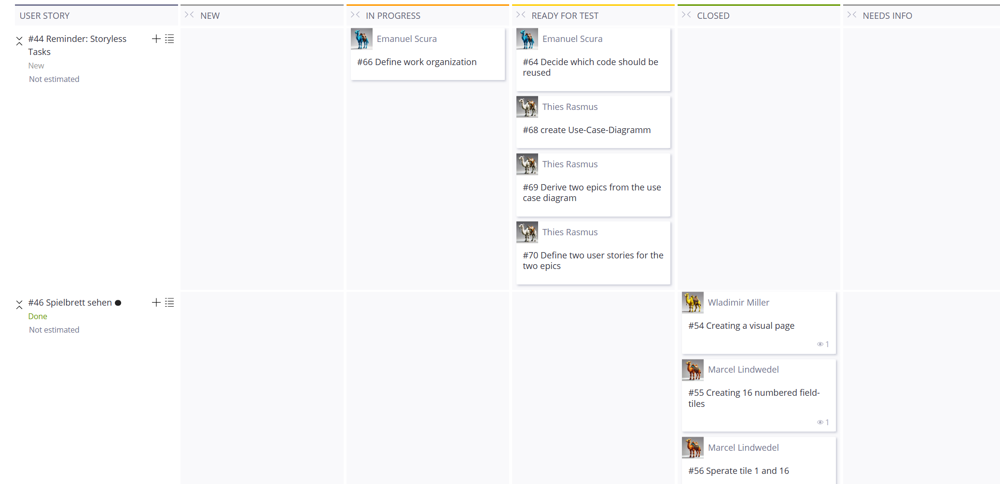 USER STORY
NEW
IN PROGRESS
READY FOR TEST
CLOSED
NEEDS INFO
#44 Reminder: Storyless
Tasks
New
Not estimated
Emanuel Scura
#66 Define work organization
Emanuel Scura
#64 Decide which code should be
reused
Thies Rasmus
#68 create Use-Case-Diagramm
Thies Rasmus
#69 Derive two epics from the use
case diagram
Thies Rasmus
#70 Define two user stories for the
two epics
#46 Spielbrett sehen
Done
Not estimated
Wladimir Miller
#54 Creating a visual page
1
Marcel Lindwedel
#55 Creating 16 numbered field-
tiles
1
Marcel Lindwedel
#56 Sperate tile 1 and 16